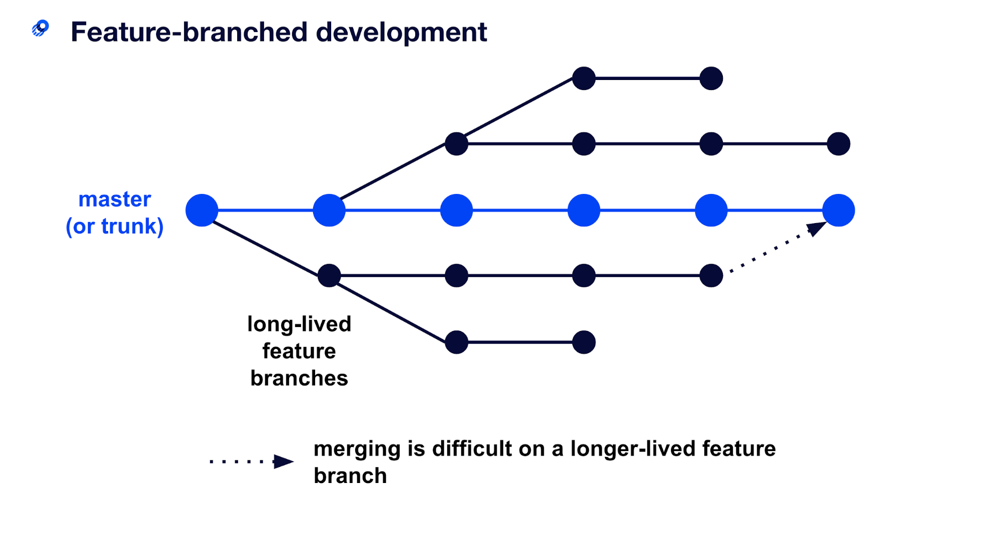 Feature-branched development
master
(or trunk)
long-lived
feature
branches
merging is difficult on a longer-lived feature
branch